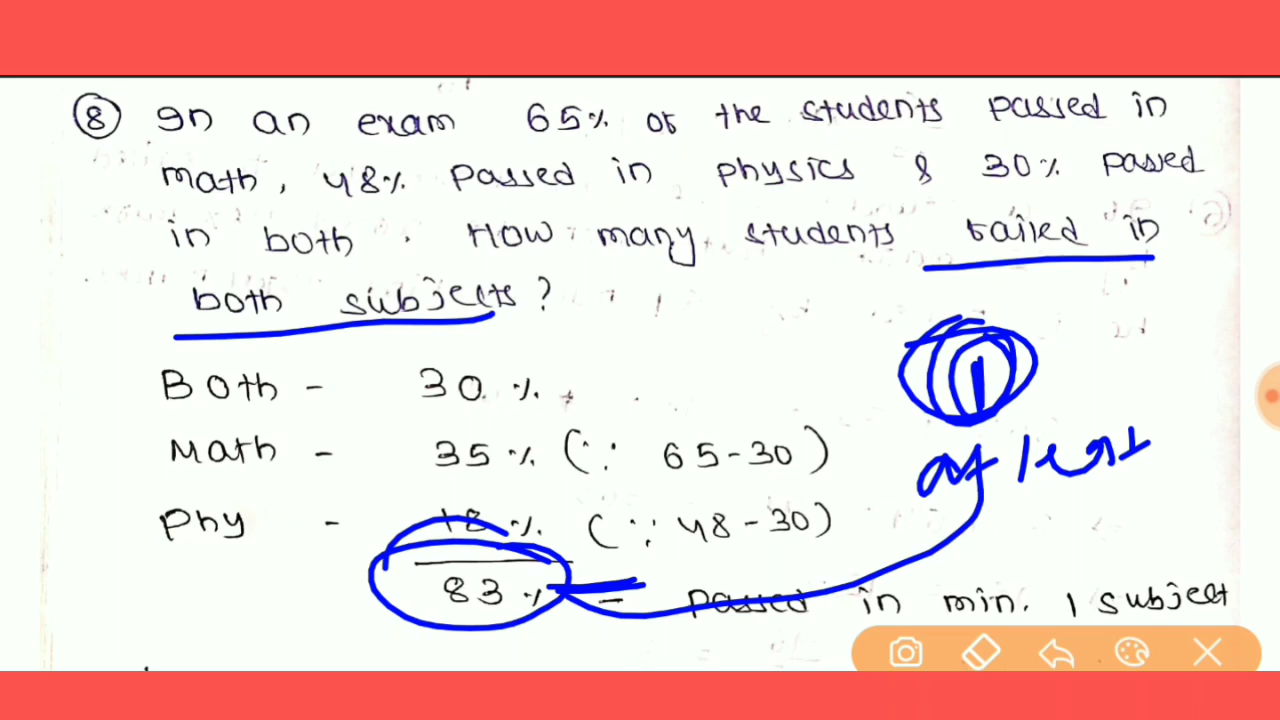 8 In an exam 65% of the students passed in
math, 48% passed in physics & 30% passed
in both. How many students failed in
both subjects?
Both - 30 %
Math - 35 % (∵ 65-30)
Phy - 18 % (∵ 48-30)
83 % - passed in min. 1 subject
1
at least